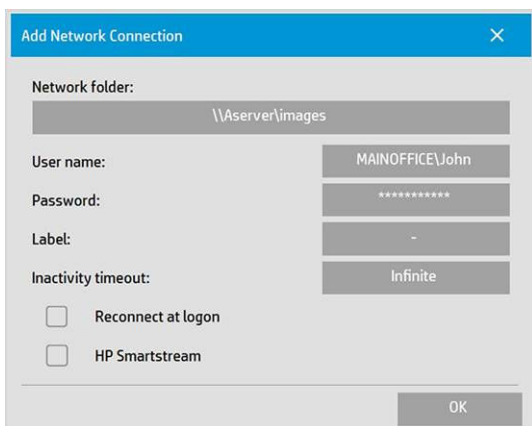 Add Network Connection
Network folder:
\\Aserver\images
User name: MAINOFFICE\John
Password: ***********
Label: -
Inactivity timeout: Infinite
Reconnect at logon
HP Smartstream
OK